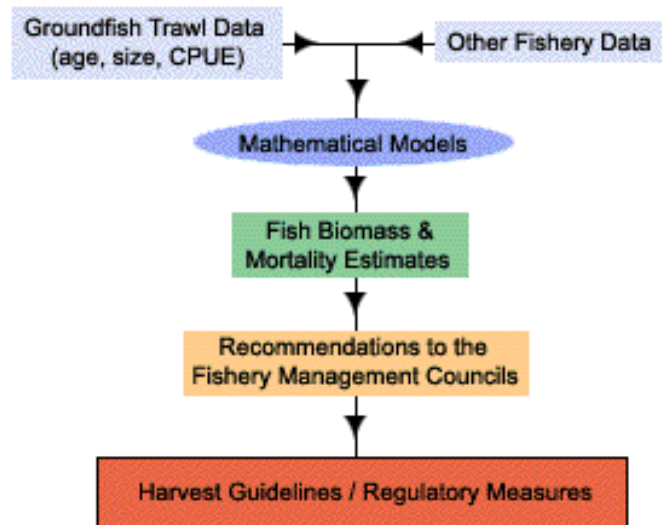 Groundfish Trawl Data
(age, size, CPUE)
Other Fishery Data
Mathematical Models
Fish Biomass &
Mortality Estimates
Recommendations to the
Fishery Management Councils
Harvest Guidelines / Regulatory Measures